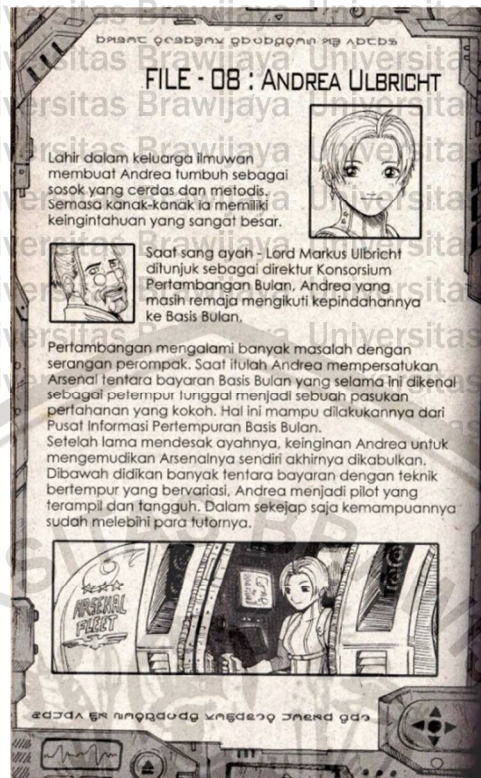 FILE - 08 : ANDREA ULBRICHT
Lahir dalam keluarga ilmuwan
membuat Andrea tumbuh sebagai
sosok yang cerdas dan metodis.
Semasa kanak-kanak ia memiliki
keingintahuan yang sangat besar.
Saat sang ayah - Lord Markus Ulbricht
ditunjuk sebagai direktur Konsorsium
Pertambangan Bulan, Andrea yang
masih remaja mengikuti kepindahannya
ke Basis Bulan.
Pertambangan mengalami banyak masalah dengan
serangan perompak. Saat itulah Andrea mempersatukan
Arsenal tentara bayaran Basis Bulan yang selama ini dikenal
sebagai petempur tunggal menjadi sebuah pasukan
pertahanan yang kokoh. Hal ini mampu dilakukannya dari
Pusat Informasi Pertempuran Basis Bulan.
Setelah lama mendesak ayahnya, keinginan Andrea untuk
mengemudikan Arsenalnya sendiri akhirnya dikabulkan.
Dibawah didikan banyak tentara bayaran dengan teknik
bertempur yang bervariasi, Andrea menjadi pilot yang
terampil dan tangguh. Dalam sekejap saja kemampuannya
sudah melebihi para tutornya.
ARSENAL
FLEET